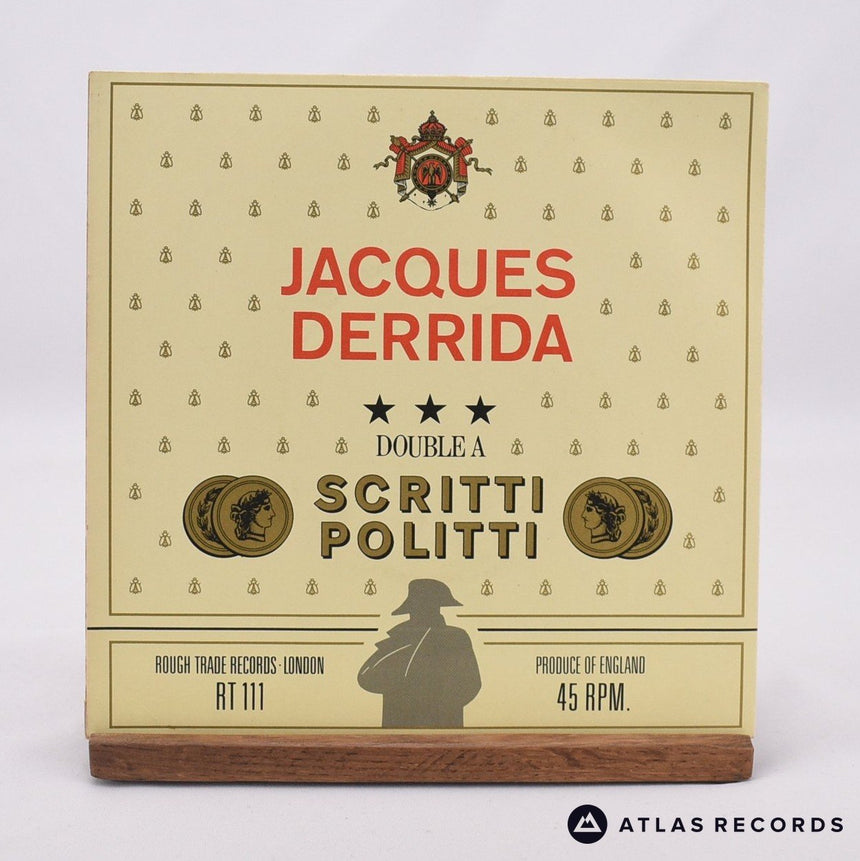 JACQUES
DERRIDA
★ ★ ★
DOUBLE A
SCRITTI
POLITTI
ROUGH TRADE RECORDS · LONDON
RT 111
PRODUCE OF ENGLAND
45 RPM.
ATLAS RECORDS